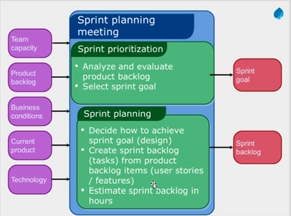 Sprint planning
meeting
Team
capacity
Product
backlog
Business
conditions
Current
product
Technology
Sprint prioritization
• Analyze and evaluate
product backlog
• Select sprint goal
Sprint planning
• Decide how to achieve
sprint goal (design)
• Create sprint backlog
(tasks) from product
backlog items (user stories
/ features)
• Estimate sprint backlog in
hours
Sprint
goal
Sprint
backlog